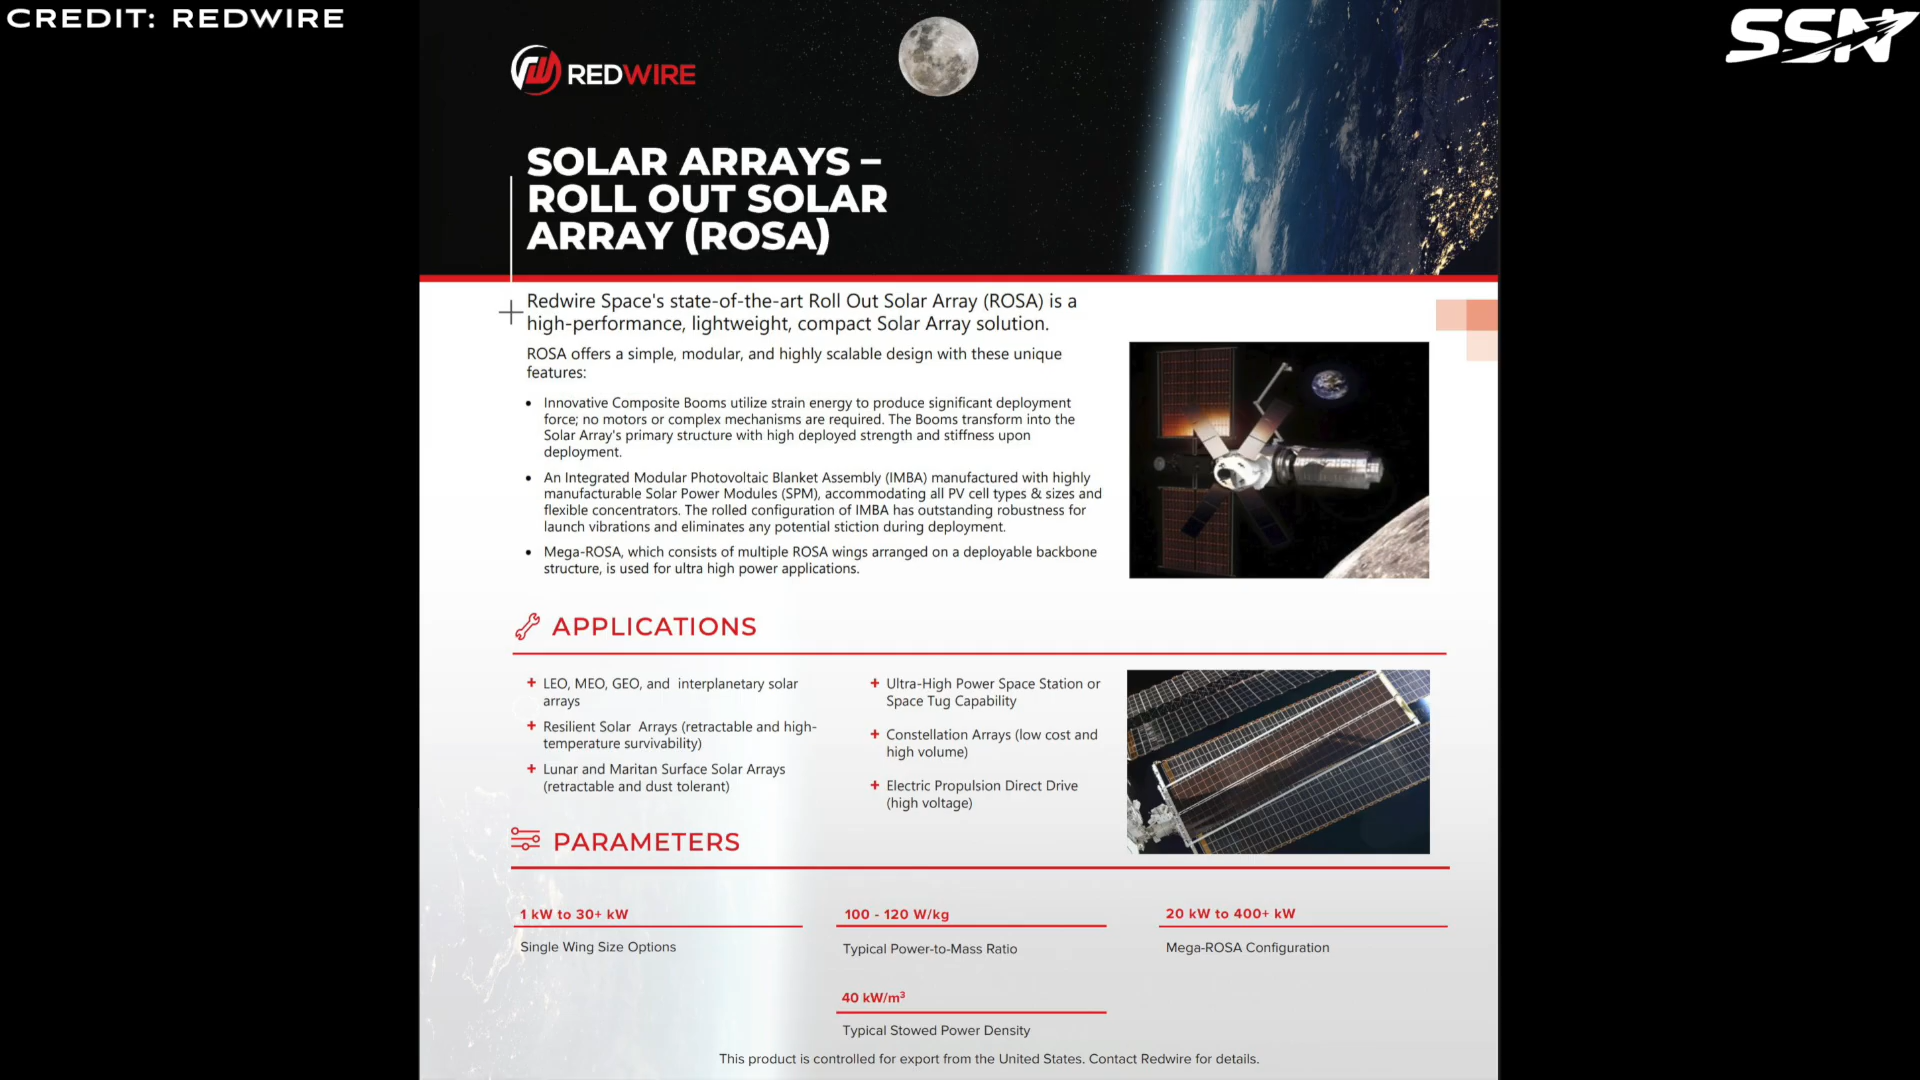 CREDIT: REDWIRE
SSN
REDWIRE
SOLAR ARRAYS –
ROLL OUT SOLAR
ARRAY (ROSA)
Redwire Space's state-of-the-art Roll Out Solar Array (ROSA) is a
high-performance, lightweight, compact Solar Array solution.
ROSA offers a simple, modular, and highly scalable design with these unique
features:
• Innovative Composite Booms utilize strain energy to produce significant deployment
force; no motors or complex mechanisms are required. The Booms transform into the
Solar Array's primary structure with high deployed strength and stiffness upon
deployment.
• An Integrated Modular Photovoltaic Blanket Assembly (IMBA) manufactured with highly
manufacturable Solar Power Modules (SPM), accommodating all PV cell types & sizes and
flexible concentrators. The rolled configuration of IMBA has outstanding robustness for
launch vibrations and eliminates any potential stiction during deployment.
• Mega-ROSA, which consists of multiple ROSA wings arranged on a deployable backbone
structure, is used for ultra high power applications.
APPLICATIONS
+ LEO, MEO, GEO, and interplanetary solar
arrays
+ Resilient Solar Arrays (retractable and high-
temperature survivability)
+ Lunar and Maritan Surface Solar Arrays
(retractable and dust tolerant)
+ Ultra-High Power Space Station or
Space Tug Capability
+ Constellation Arrays (low cost and
high volume)
+ Electric Propulsion Direct Drive
(high voltage)
PARAMETERS
1 kW to 30+ kW
Single Wing Size Options
100 - 120 W/kg
Typical Power-to-Mass Ratio
20 kW to 400+ kW
Mega-ROSA Configuration
40 kW/m³
Typical Stowed Power Density
This product is controlled for export from the United States. Contact Redwire for details.